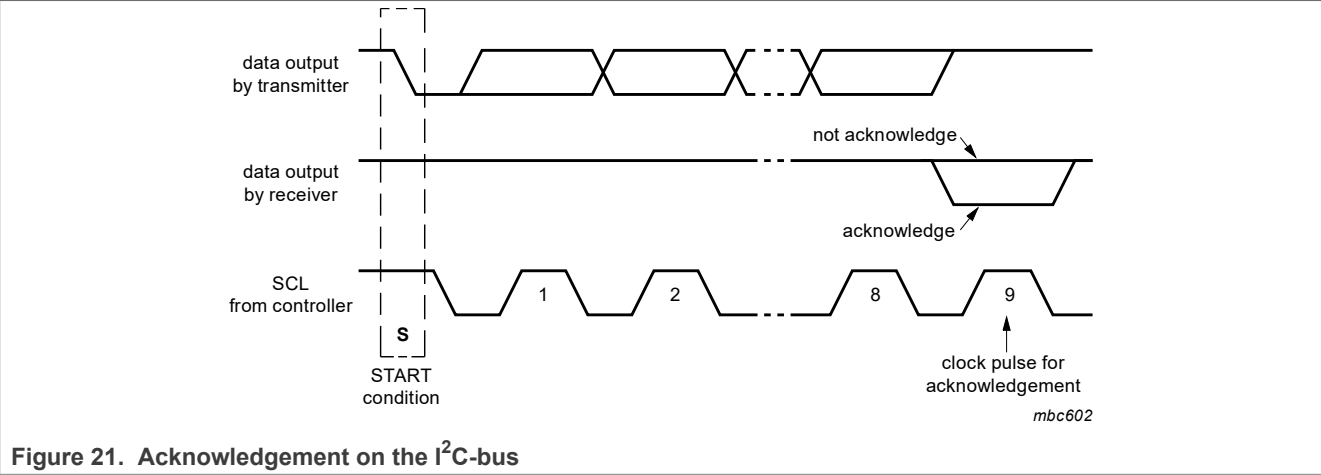 data output
by transmitter
not acknowledge
data output
by receiver
acknowledge
SCL
from controller
1
2
8
9
S
START
condition
clock pulse for
acknowledgement
mbc602
Figure 21. Acknowledgement on the I²C-bus